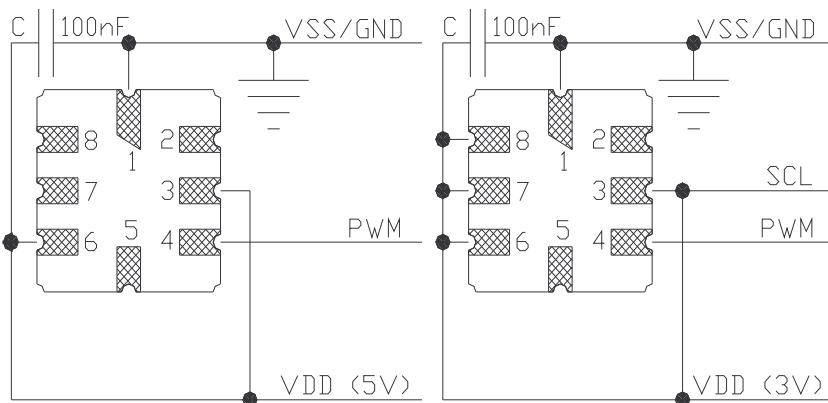 C 100nF VSS/GND
8 1 2
7 3
6 5 4 PWM
VDD (5V)
C 100nF VSS/GND
8 1 2
7 3 SCL
6 5 4 PWM
VDD (3V)